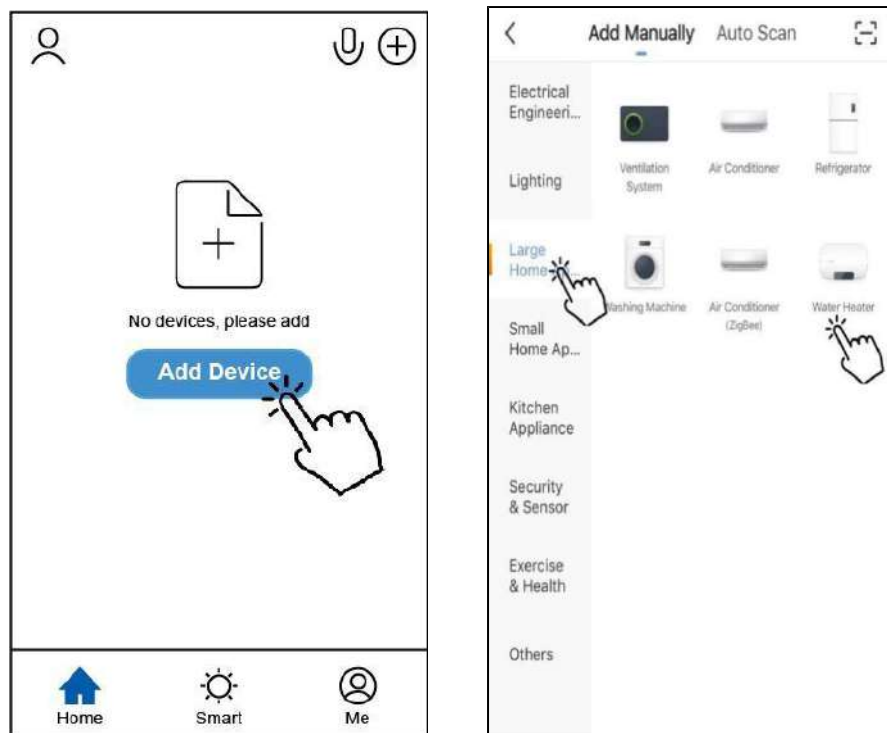 No devices, please add
Add Device
Home
Smart
Me
Add Manually
Auto Scan
Electrical
Engineeri...
Lighting
Large
Home
Small
Home Ap...
Kitchen
Appliance
Security
& Sensor
Exercise
& Health
Others
Ventilation
System
Air Conditioner
Refrigerator
Washing Machine
Air Conditioner
(ZigBee)
Water Heater